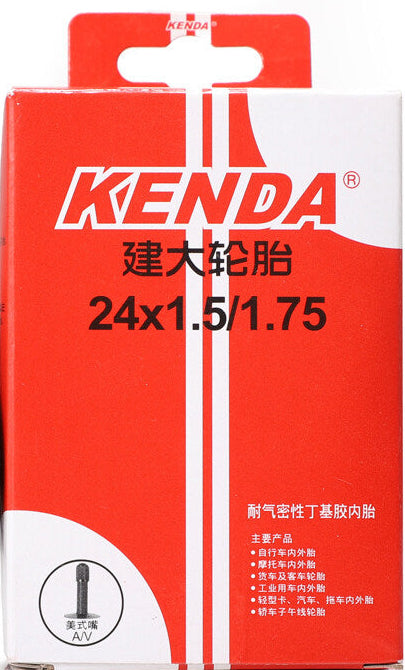 KENDA
KENDA®
建大轮胎
24x1.5/1.75
耐气密性丁基胶内胎
主要产品
自行车内外胎
摩托车内外胎
货车及客车轮胎
工业用车内外胎
轻型卡、汽车、拖车内外胎
轿车子午线轮胎
美式嘴
A/V